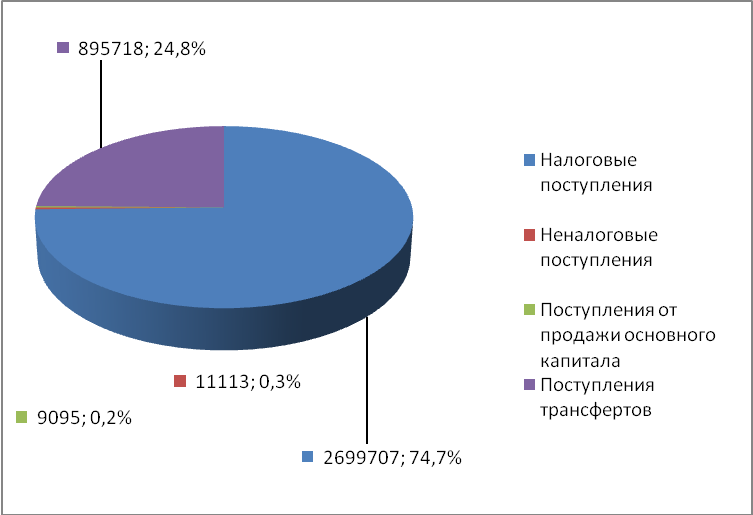 895718; 24,8%
Налоговые
поступления
Неналоговые
поступления
Поступления от
продажи основного
капитала
Поступления
трансфертов
11113; 0,3%
9095; 0,2%
2699707; 74,7%